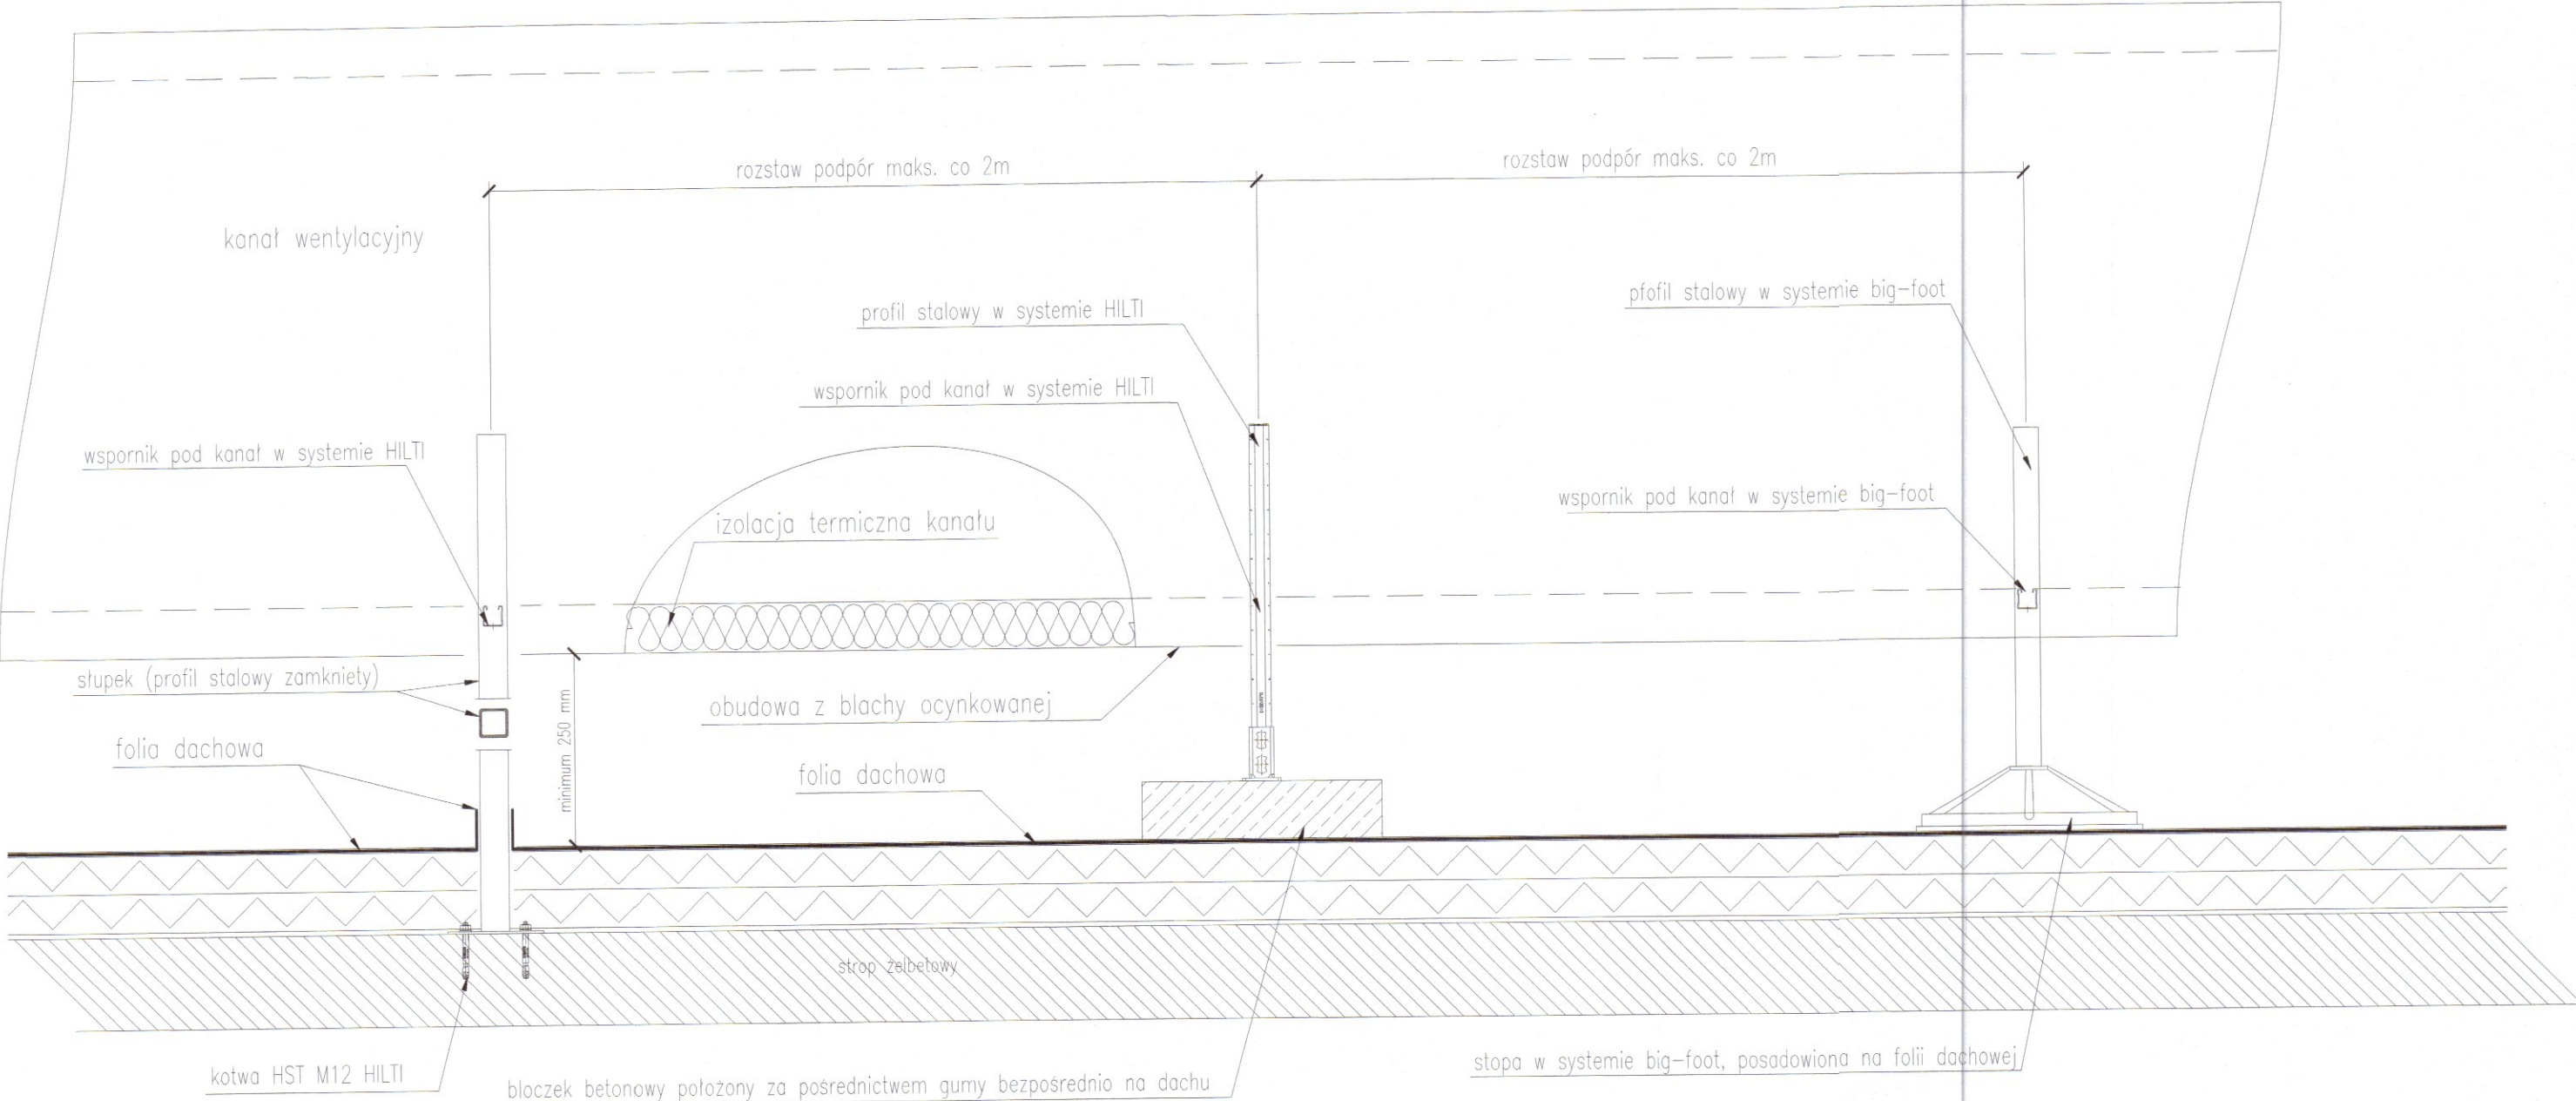 rozstaw podpór maks. co 2m
rozstaw podpór maks. co 2m
kanał wentylacyjny
pfofil stalowy w systemie big-foot
profil stalowy w systemie HILTI
wspornik pod kanał w systemie HILTI
wspornik pod kanał w systemie HILTI
wspornik pod kanał w systemie big-foot
izolacja termiczna kanału
słupek (profil stalowy zamkniety)
obudowa z blachy ocynkowanej
minimum 250 mm
folia dachowa
folia dachowa
strop żelbetowy
kotwa HST M12 HILTI
bloczek betonowy położony za pośrednictwem gumy bezpośrednio na dachu
stopa w systemie big-foot, posadowiona na folii dachowej